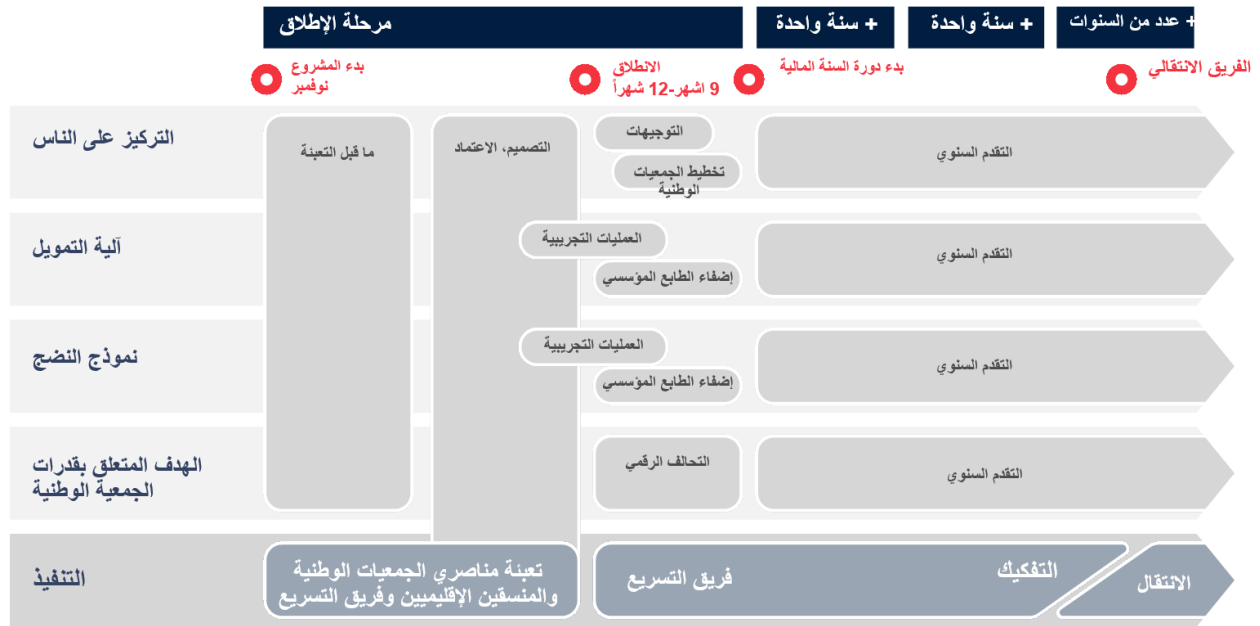 مرحلة الإطلاق
+ سنة واحدة
+ سنة واحدة
+ عدد من السنوات
بدء المشروع
نوفمبر
الانطلاق
9 اشهر-12 شهراً
بدء دورة السنة المالية
الفريق الانتقالي
التركيز على الناس
ما قبل التعبئة
التصميم، الاعتماد
التوجيهات
تخطيط الجمعيات
الوطنية
التقدم السنوي
آلية التمويل
العمليات التجريبية
إضفاء الطابع المؤسسي
التقدم السنوي
نموذج النضج
العمليات التجريبية
إضفاء الطابع المؤسسي
التقدم السنوي
الهدف المتعلق بقدرات
الجمعية الوطنية
التحالف الرقمي
التقدم السنوي
التنفيذ
تعبئة مناصري الجمعيات الوطنية
والمنسقين الإقليميين وفريق التسريع
فريق التسريع
التفكيك
الانتقال